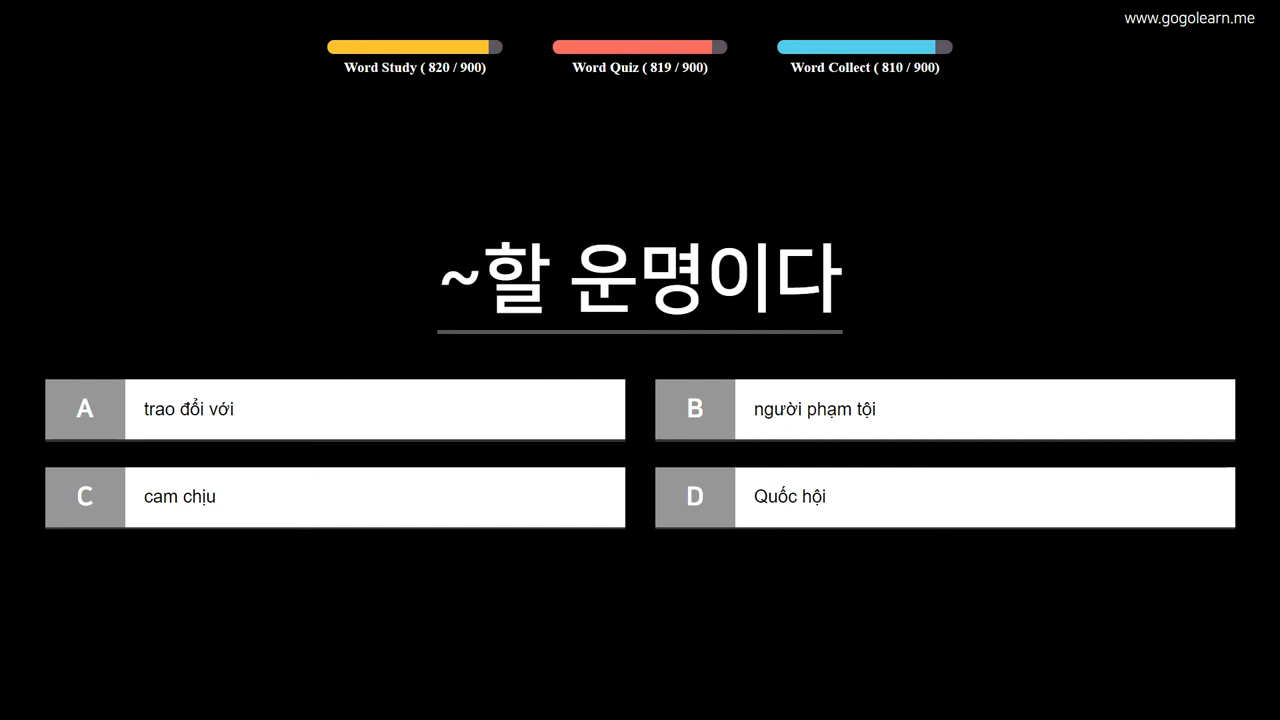 www.gogolearn.me
Word Study ( 820 / 900)
Word Quiz ( 819 / 900)
Word Collect ( 810 / 900)
~할 운명이다
A trao đổi với
B người phạm tội
C cam chịu
D Quốc hội